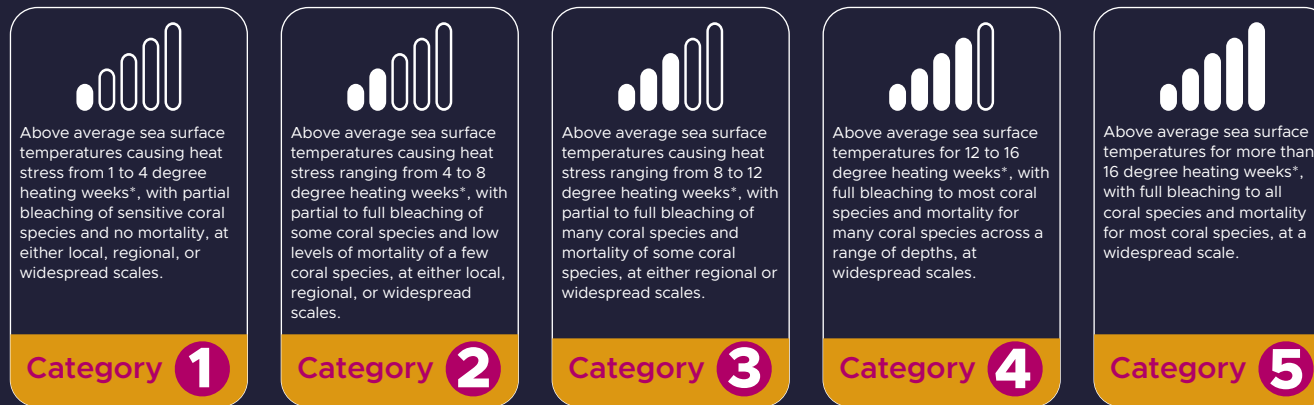 Above average sea surface
temperatures causing heat
stress from 1 to 4 degree
heating weeks*, with partial
bleaching of sensitive coral
species and no mortality, at
either local, regional, or
widespread scales.
Category 1
Above average sea surface
temperatures causing heat
stress ranging from 4 to 8
degree heating weeks*, with
partial to full bleaching of
some coral species and low
levels of mortality of a few
coral species, at either local,
regional, or widespread
scales.
Category 2
Above average sea surface
temperatures causing heat
stress ranging from 8 to 12
degree heating weeks*, with
partial to full bleaching of
many coral species and
mortality of some coral
species, at either regional or
widespread scales.
Category 3
Above average sea surface
temperatures for 12 to 16
degree heating weeks*, with
full bleaching to most coral
species and mortality for
many coral species across a
range of depths, at
widespread scales.
Category 4
Above average sea surface
temperatures for more than
16 degree heating weeks*,
with full bleaching to all
coral species and mortality
for most coral species, at a
widespread scale.
Category 5